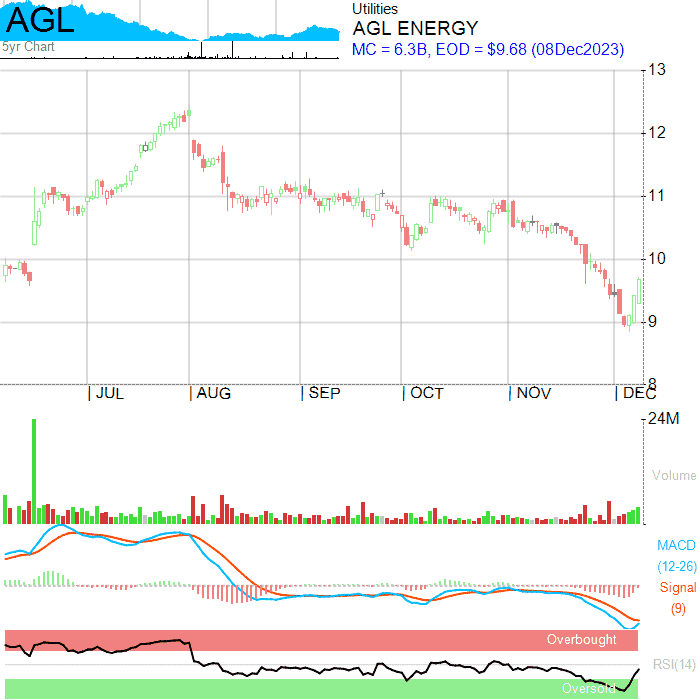 AGL
5yr Chart
Utilities
AGL ENERGY
MC = 6.3B, EOD = $9.68 (08Dec2023)
13
12
11
10
9
8
JUL AUG SEP OCT NOV DEC
24M
Volume
MACD
(12-26)
Signal
(9)
Overbought
RSI(14)
Oversold